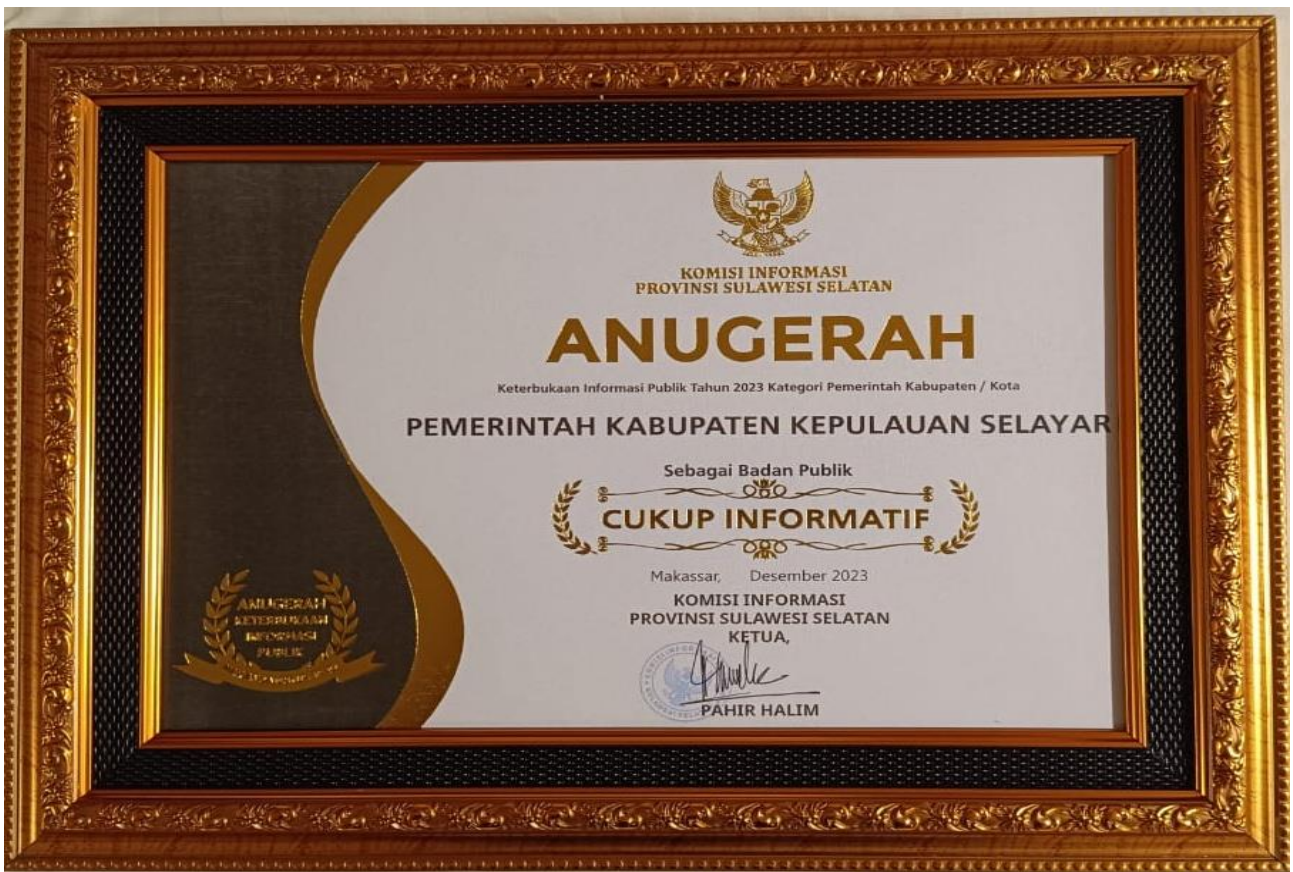 KOMISI INFORMASI
PROVINSI SULAWESI SELATAN
ANUGERAH
Keterbukaan Informasi Publik Tahun 2023 Kategori Pemerintah Kabupaten / Kota
PEMERINTAH KABUPATEN KEPULAUAN SELAYAR
Sebagai Badan Publik
CUKUP INFORMATIF
Makassar, Desember 2023
KOMISI INFORMASI
PROVINSI SULAWESI SELATAN
KETUA,
PAHIR HALIM
ANUGERAH
KETERBUKAAN
INFORMASI
PUBLIK